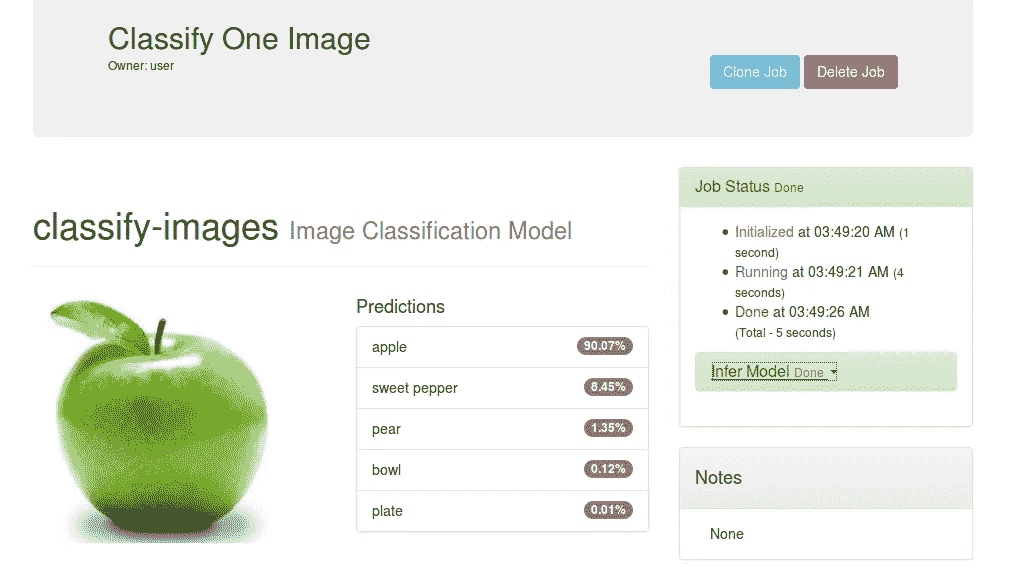 Classify One Image
Owner: user
Clone Job
Delete Job
classify-images Image Classification Model
Predictions
apple 90.07%
sweet pepper 8.45%
pear 1.35%
bowl 0.12%
plate 0.01%
Job Status Done
Initialized at 03:49:20 AM (1
second)
Running at 03:49:21 AM (4
seconds)
Done at 03:49:26 AM
(Total - 5 seconds)
Infer Model Done
Notes
None